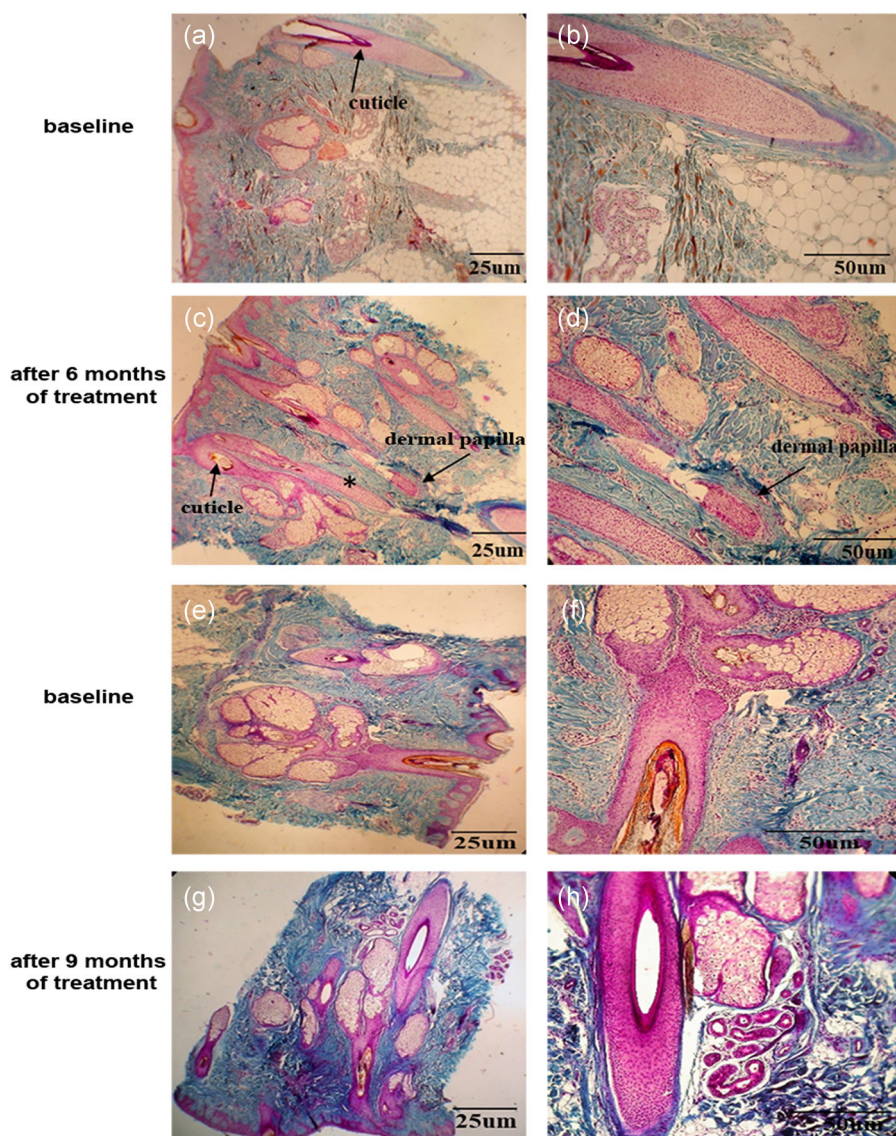 (a)
(b)
baseline
cuticle
25um
50um
(c)
(d)
after 6 months
of treatment
dermal papilla
dermal papilla
*
cuticle
25um
50um
(e)
(f)
baseline
25um
50um
(g)
(h)
after 9 months
of treatment
25um
50um